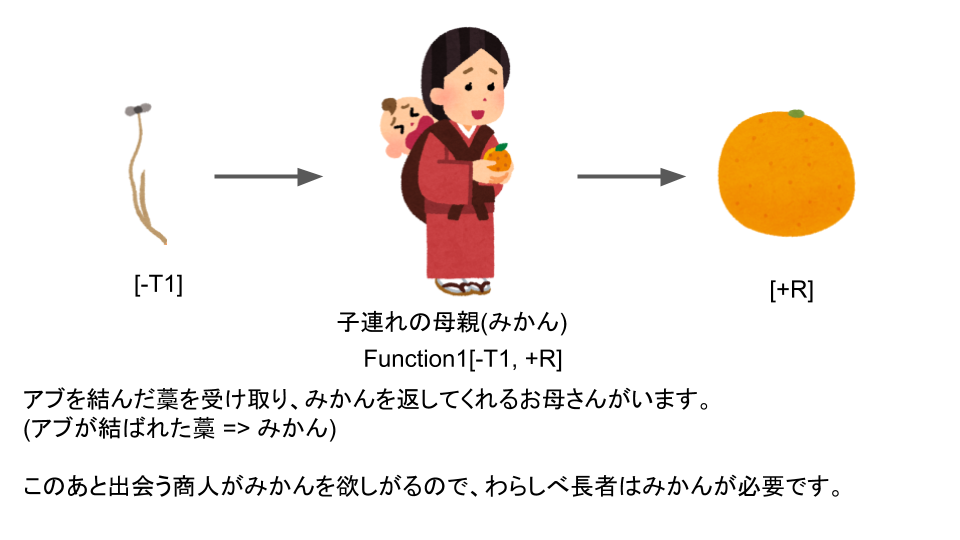 [-T1]
[+R]
子連れの母親(みかん)
Function1[-T1, +R]
アブを結んだ藁を受け取り、みかんを返してくれるお母さんがいます。
(アブが結ばれた藁 => みかん)
このあと出会う商人がみかんを欲しがるので、わらしべ長者はみかんが必要です。